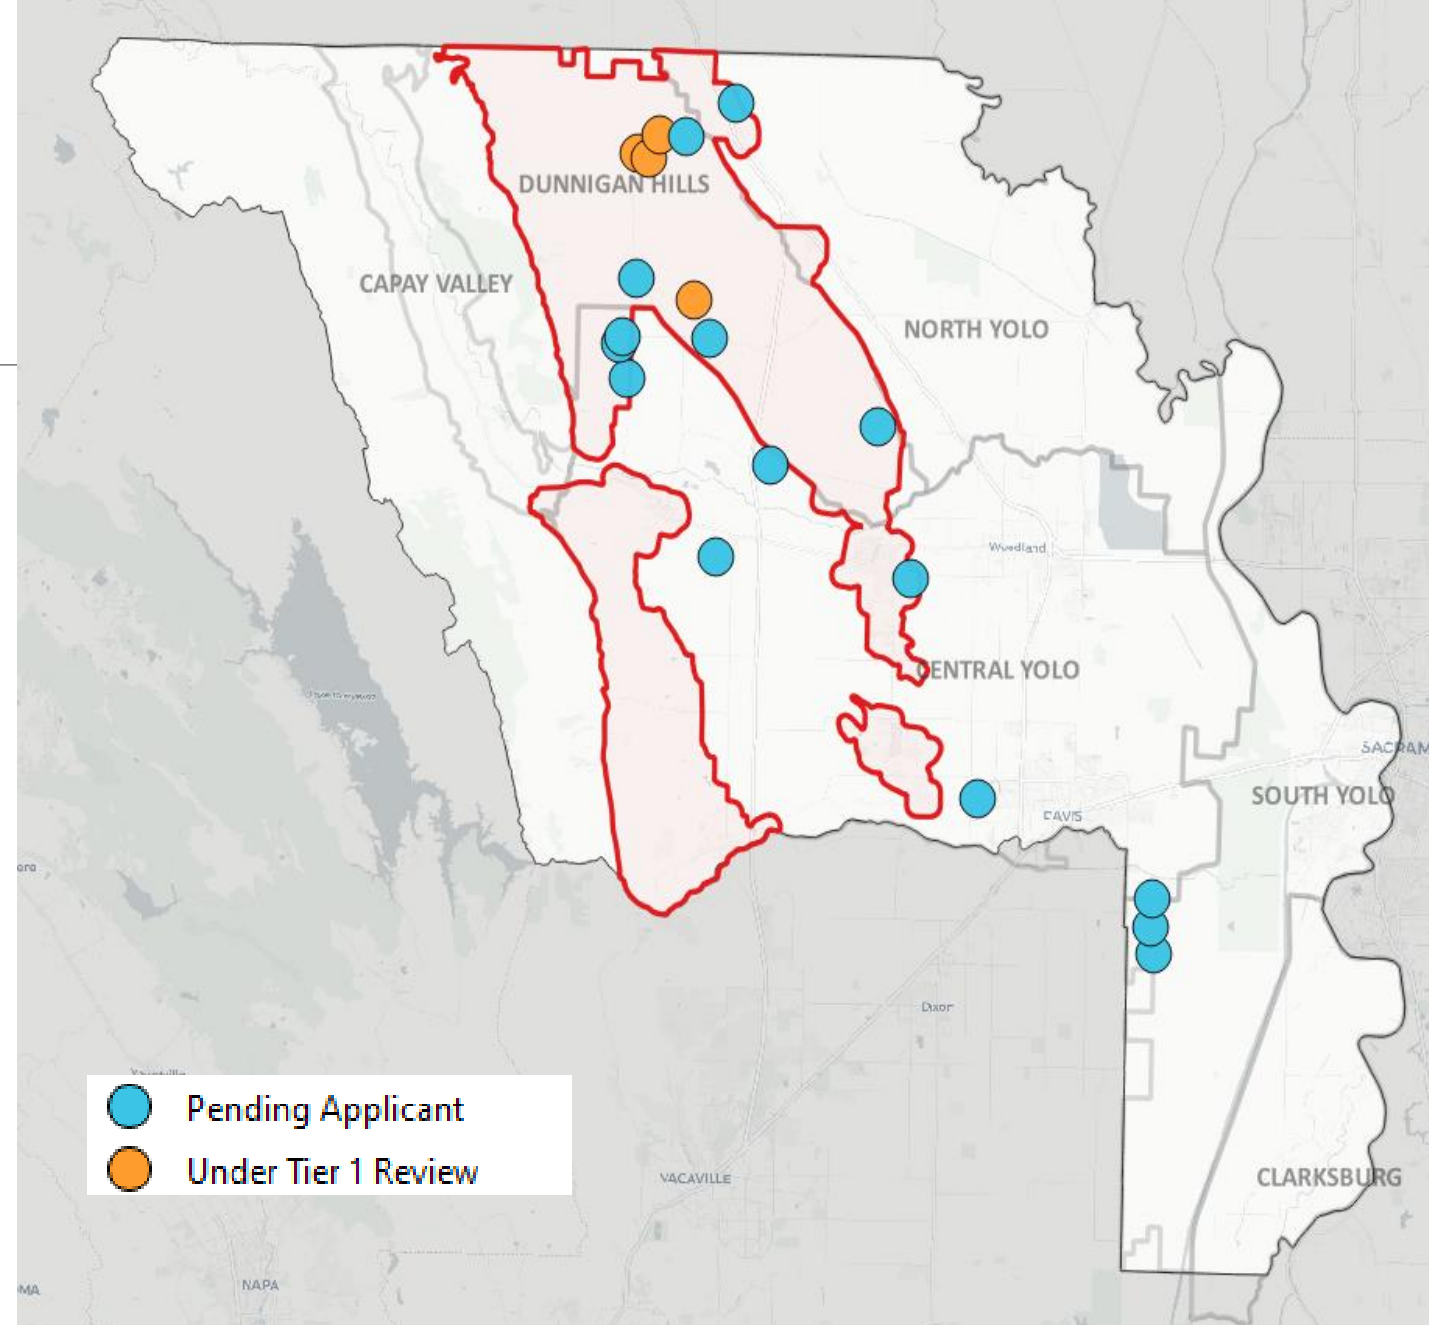 DUNNIGAN HILLS
CAPAY VALLEY
NORTH YOLO
Woodland
CENTRAL YOLO
SACRAM
SOUTH YOLO
DAVIS
Dixon
Pending Applicant
Under Tier 1 Review
VACAVILLE
CLARKSBURG
NAPA
OMA